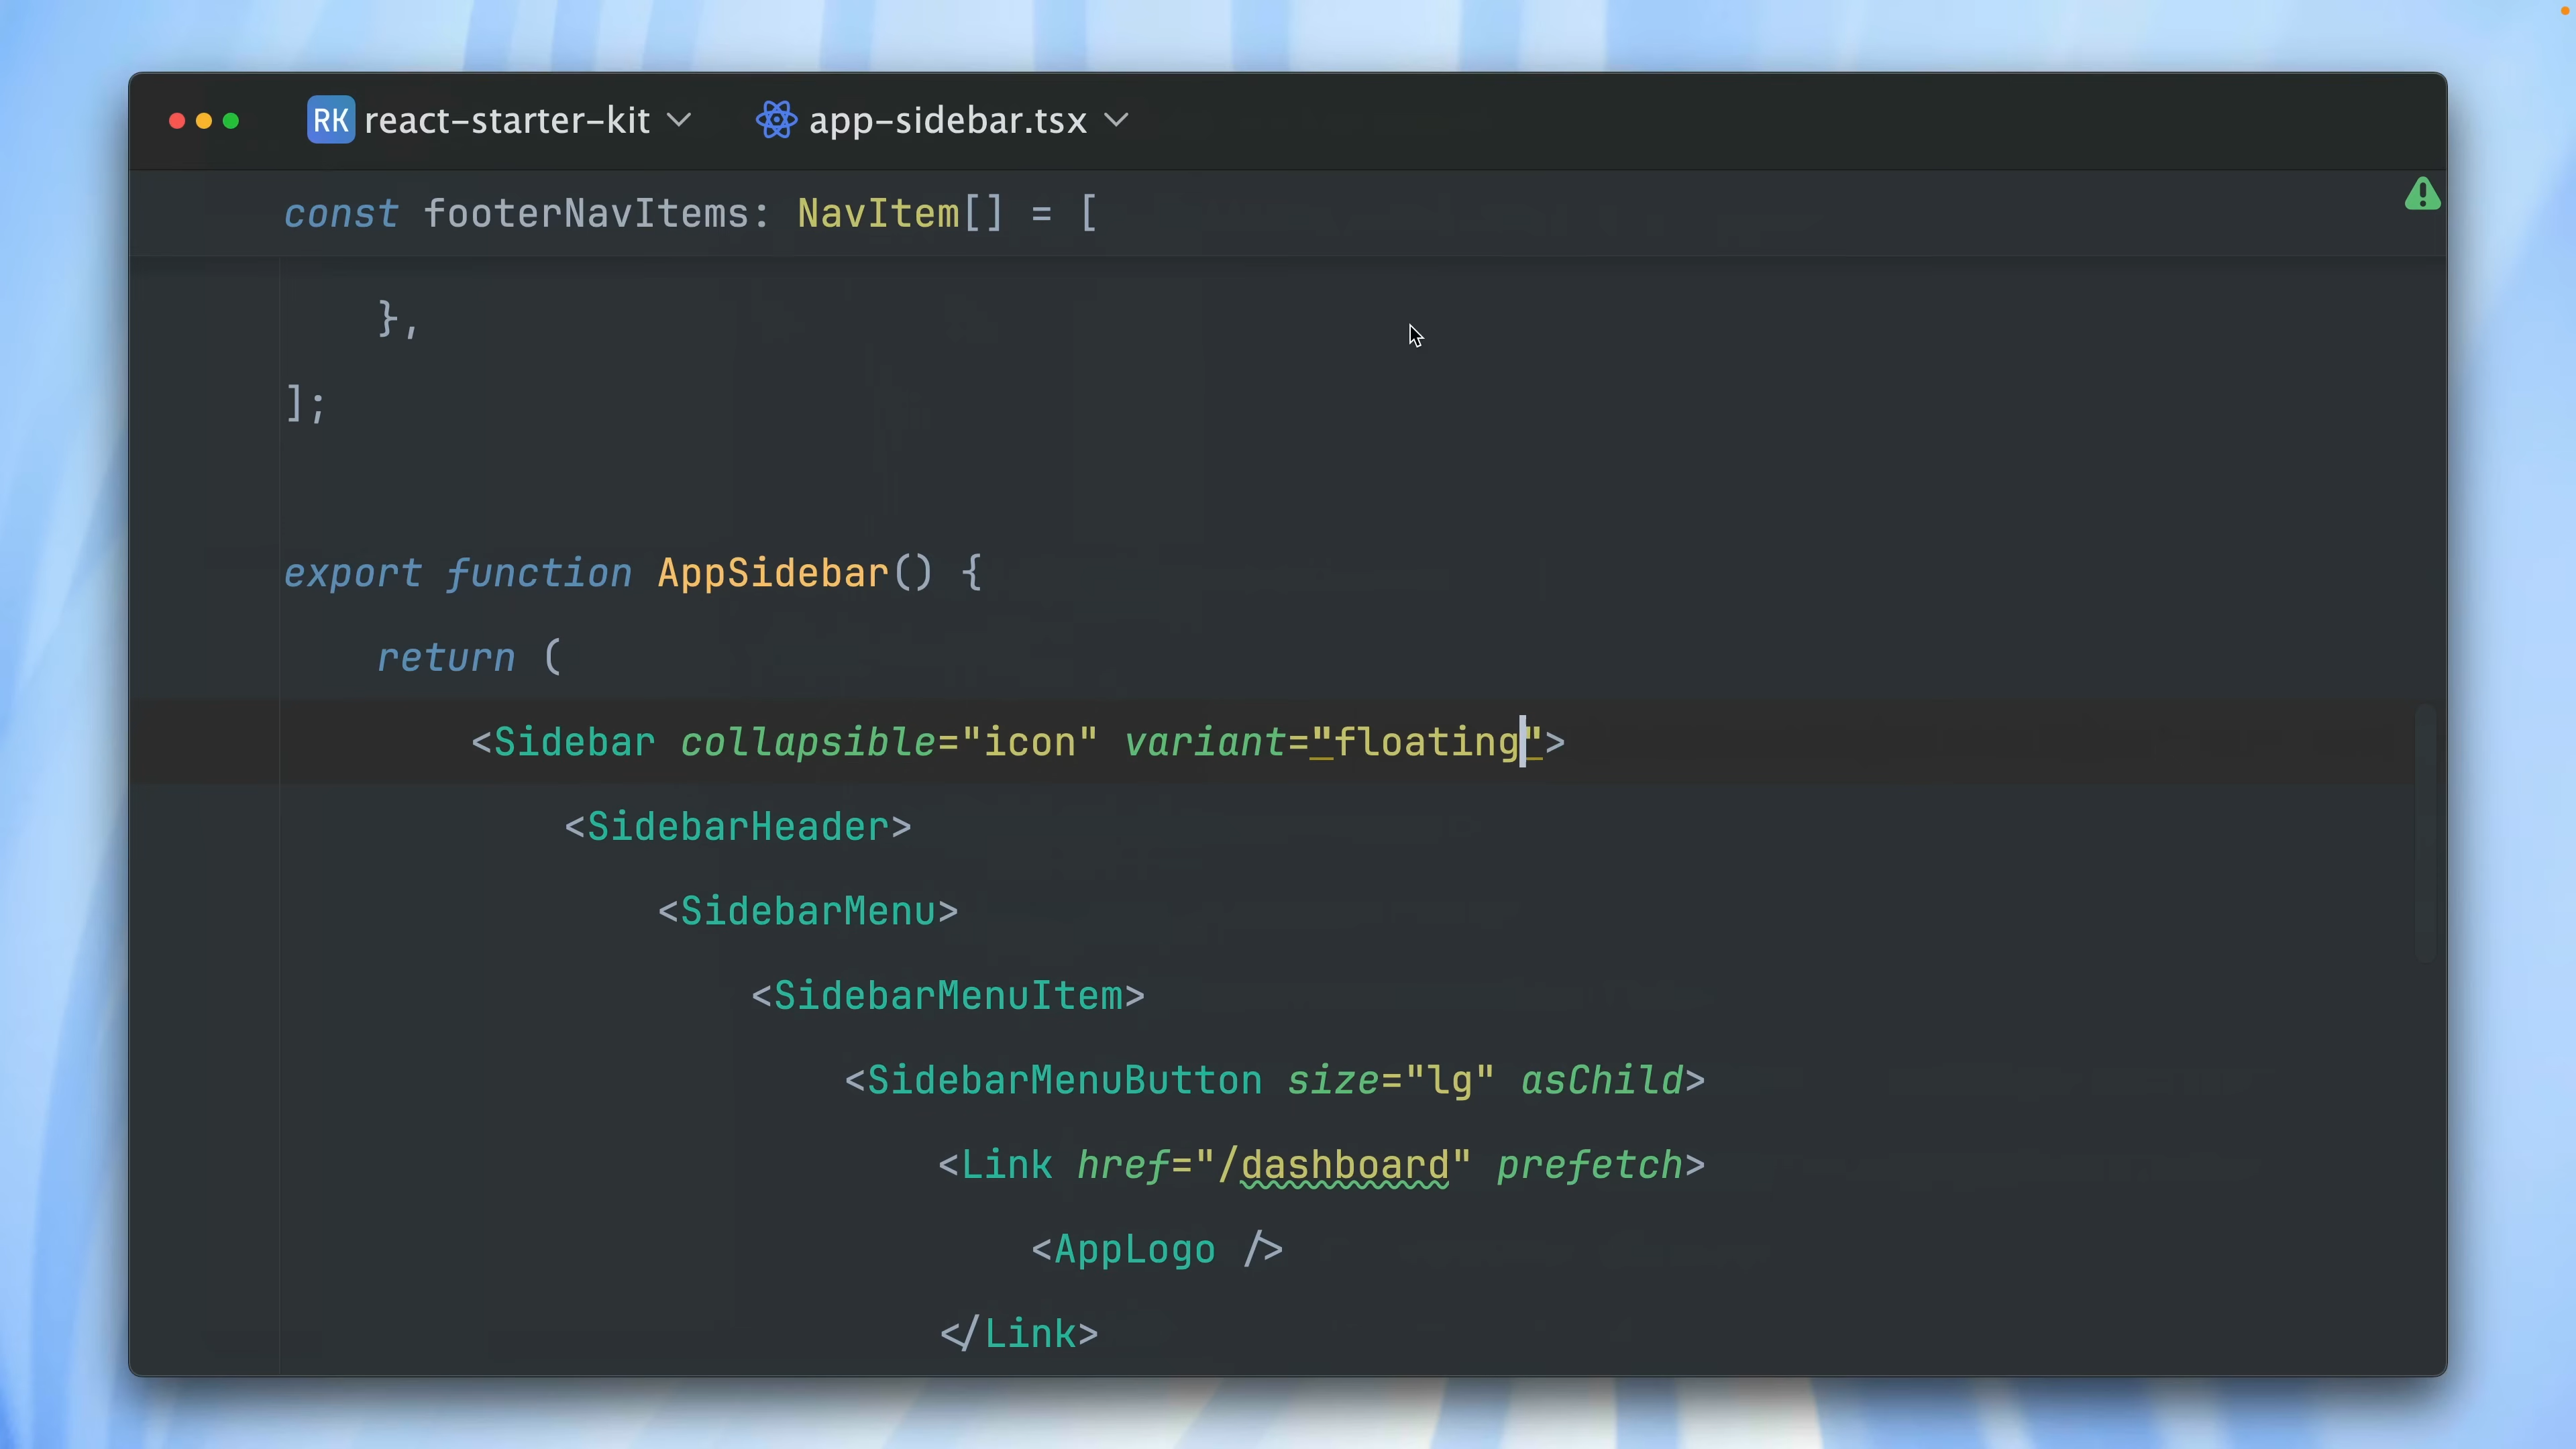 RK react-starter-kit app-sidebar.tsx
const footerNavItems: NavItem[] = [
},
];
export function AppSidebar() {
return (
<Sidebar collapsible="icon" variant="floating">
<SidebarHeader>
<SidebarMenu>
<SidebarMenuItem>
<SidebarMenuButton size="lg" asChild>
<Link href="/dashboard" prefetch>
<AppLogo />
</Link>